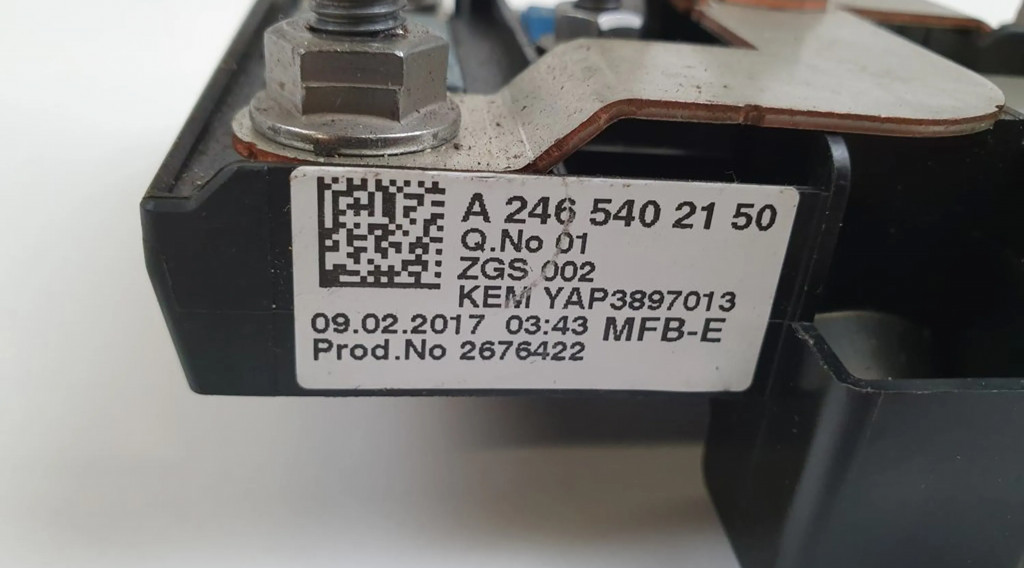 A 246 540 21 50
Q.No 01
ZGS 002
KEM YAP3897013
09.02.2017 03:43 MFB-E
Prod.No 2676422